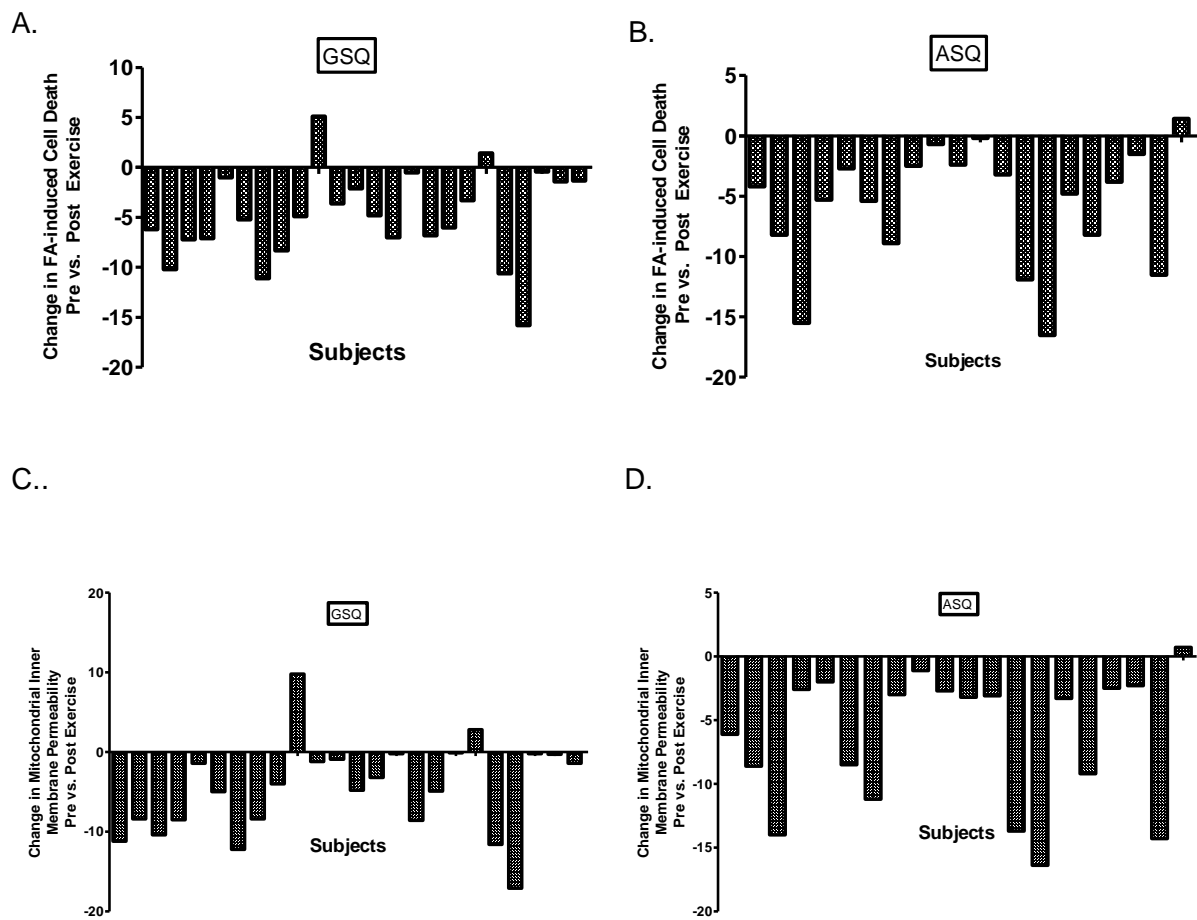 A.
GSQ
Change in FA-induced Cell Death
Pre vs. Post Exercise
10
5
0
-5
-10
-15
-20
Subjects
B.
ASQ
Change in FA-induced Cell Death
Pre vs. Post Exercise
5
0
-5
-10
-15
-20
Subjects
C..
GSQ
Change in Mitochondrial Inner
Membrane Permeability
Pre vs. Post Exercise
20
10
0
-10
-20
Subjects
D.
ASQ
Change in Mitochondrial Inner
Membrane Permeability
Pre vs. Post Exercise
5
0
-5
-10
-15
-20
Subjects